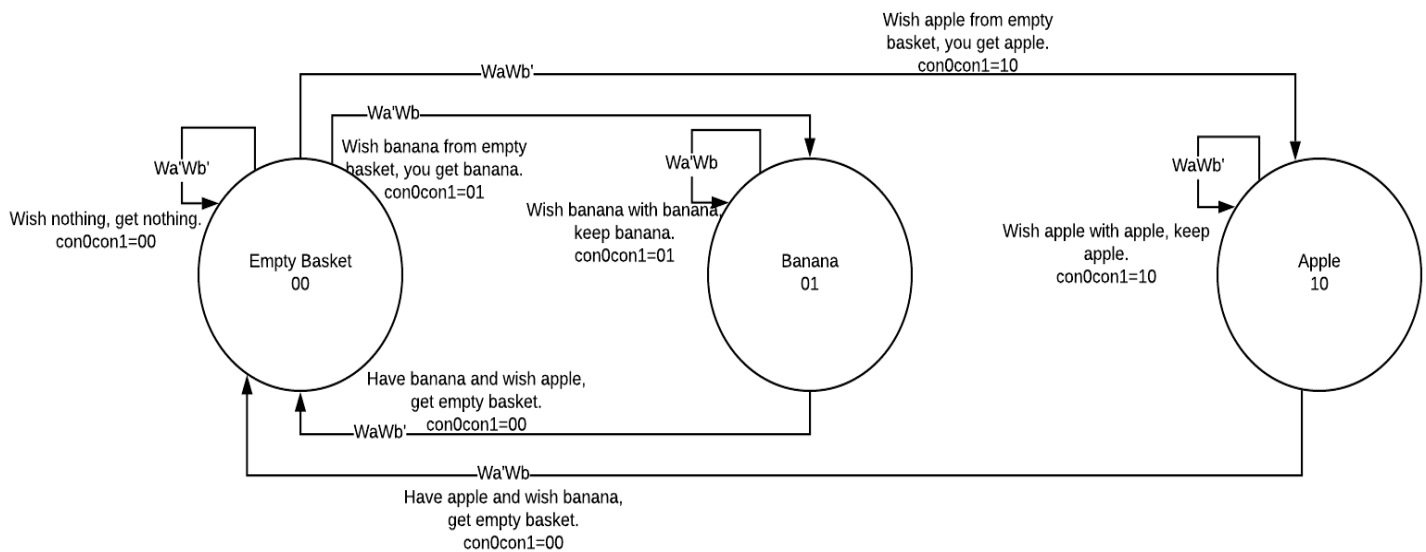 Wish apple from empty
basket, you get apple.
con0con1=10
WaWb'
Wa'Wb
Wa'Wb'
Wish banana from empty
basket, you get banana.
con0con1=01
Wa'Wb
WaWb'
Wish nothing, get nothing.
con0con1=00
Wish banana with banana,
keep banana.
con0con1=01
Wish apple with apple, keep
apple.
con0con1=10
Empty Basket
00
Banana
01
Apple
10
Have banana and wish apple,
get empty basket.
con0con1=00
WaWb'
Wa'Wb
Have apple and wish banana,
get empty basket.
con0con1=00